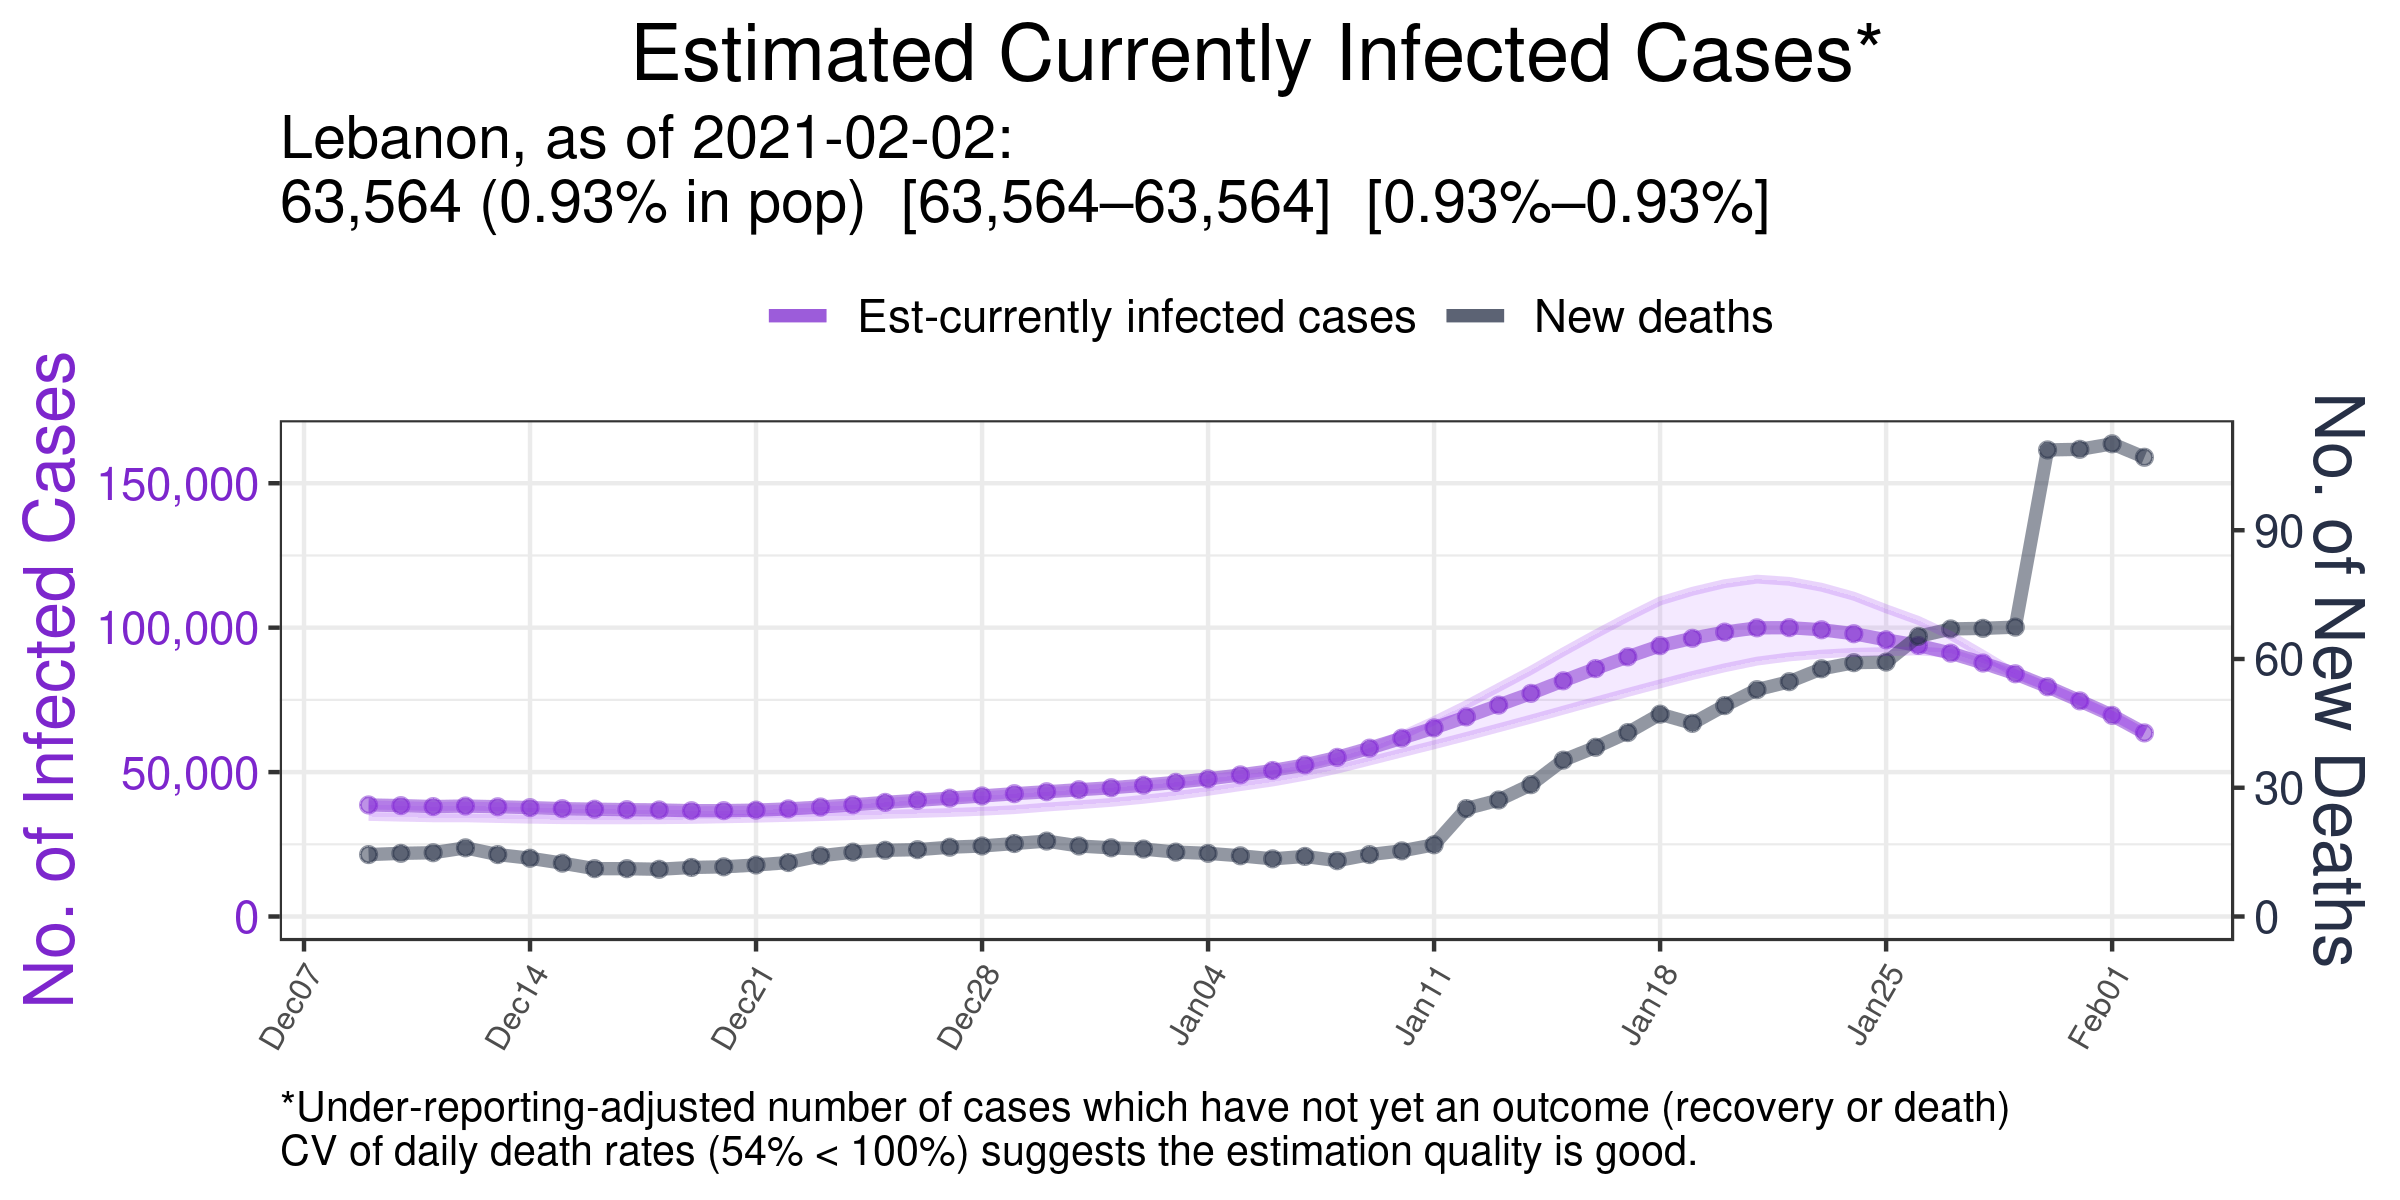 Estimated Currently Infected Cases*
Lebanon, as of 2021-02-02:
63,564 (0.93% in pop)  [63,564–63,564]  [0.93%–0.93%]
Est-currently infected cases
New deaths
No. of Infected Cases
150,000
100,000
50,000
0
90
60
30
0
No. of New Deaths
Dec07
Dec14
Dec21
Dec28
Jan04
Jan11
Jan18
Jan25
Feb01
*Under-reporting-adjusted number of cases which have not yet an outcome (recovery or death)
CV of daily death rates (54% < 100%) suggests the estimation quality is good.